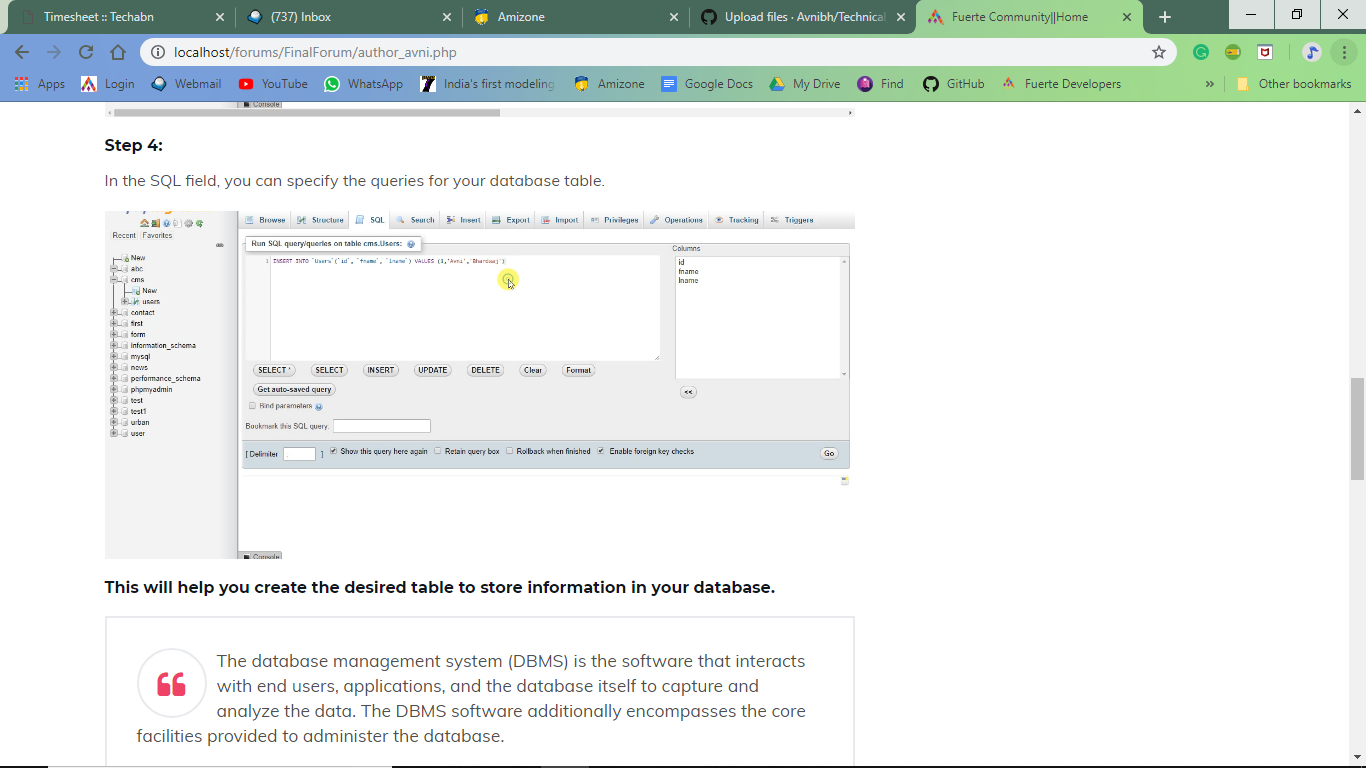 Timesheet :: Techabn
(737) Inbox
Amizone
Upload files · Avnibh/Technical
Fuerte Community||Home
localhost/forums/FinalForum/author_avni.php
Apps
Login
Webmail
YouTube
WhatsApp
India's first modeling
Amizone
Google Docs
My Drive
Find
GitHub
Fuerte Developers
»
Other bookmarks
Console
Step 4:
In the SQL field, you can specify the queries for your database table.
Recent Favorites
New
abc
cms
New
users
contact
first
form
information_schema
mysql
news
performance_schema
phpmyadmin
test
test1
urban
user
Browse Structure SQL Search Insert Export Import Privileges Operations Tracking Triggers
Run SQL query/queries on table cms.Users:
1 INSERT INTO `Users`(`id`, `fname`, `lname`) VALUES (1,'Avni','Bhardaaj')
Columns
id
fname
lname
SELECT * SELECT INSERT UPDATE DELETE Clear Format
<<
Get auto-saved query
Bind parameters
Bookmark this SQL query:
[ Delimiter ; ] Show this query here again Retain query box Rollback when finished Enable foreign key checks Go
Console
This will help you create the desired table to store information in your database.
The database management system (DBMS) is the software that interacts
with end users, applications, and the database itself to capture and
analyze the data. The DBMS software additionally encompasses the core
facilities provided to administer the database.